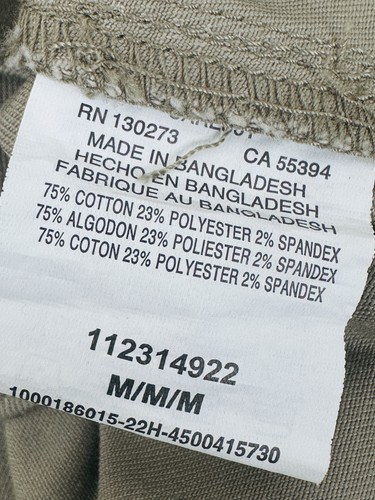 RN 130273
CA 55394
MADE IN BANGLADESH
HECHO EN BANGLADESH
FABRIQUE AU BANGLADESH
75% COTTON 23% POLYESTER 2% SPANDEX
75% ALGODON 23% POLIESTER 2% SPANDEX
75% COTON 23% POLYESTER 2% SPANDEX
112314922
M/M/M
1000186015-22H-4500415730